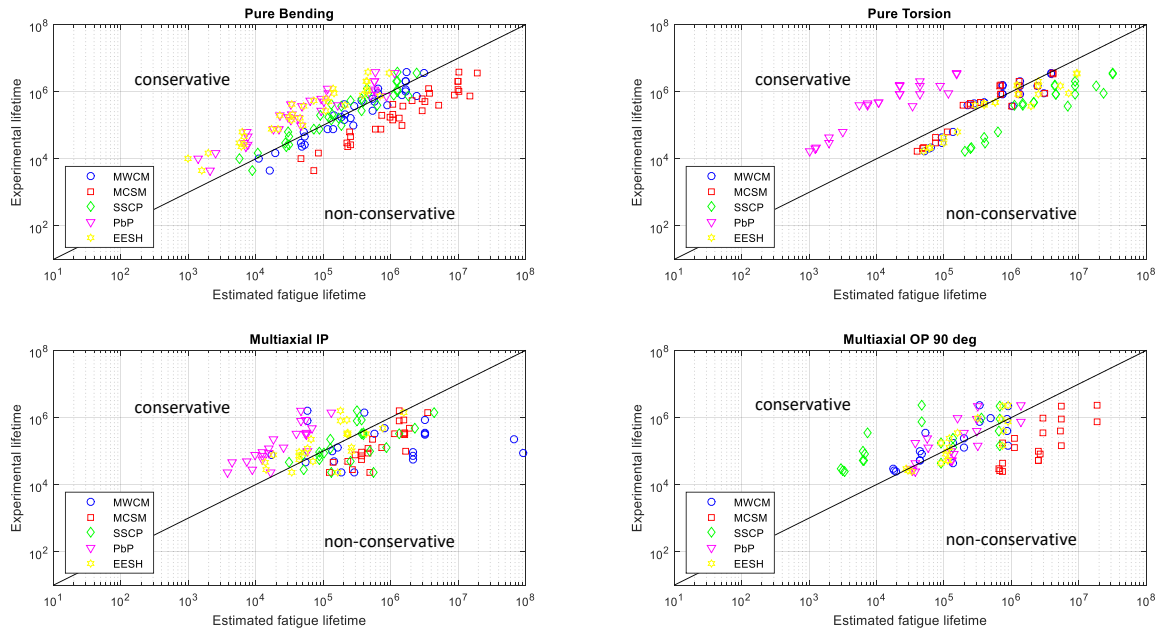 Pure Bending
10^8
10^6
10^4
10^2
Experimental lifetime
conservative
non-conservative
MWCM
MCSM
SSCP
PbP
EESH
10^1 10^2 10^3 10^4 10^5 10^6 10^7 10^8
Estimated fatigue lifetime
Pure Torsion
10^8
10^6
10^4
10^2
Experimental lifetime
conservative
non-conservative
MWCM
MCSM
SSCP
PbP
EESH
10^1 10^2 10^3 10^4 10^5 10^6 10^7 10^8
Estimated fatigue lifetime
Multiaxial IP
10^8
10^6
10^4
10^2
Experimental lifetime
conservative
non-conservative
MWCM
MCSM
SSCP
PbP
EESH
10^1 10^2 10^3 10^4 10^5 10^6 10^7 10^8
Estimated fatigue lifetime
Multiaxial OP 90 deg
10^8
10^6
10^4
10^2
Experimental lifetime
conservative
non-conservative
MWCM
MCSM
SSCP
PbP
EESH
10^1 10^2 10^3 10^4 10^5 10^6 10^7 10^8
Estimated fatigue lifetime